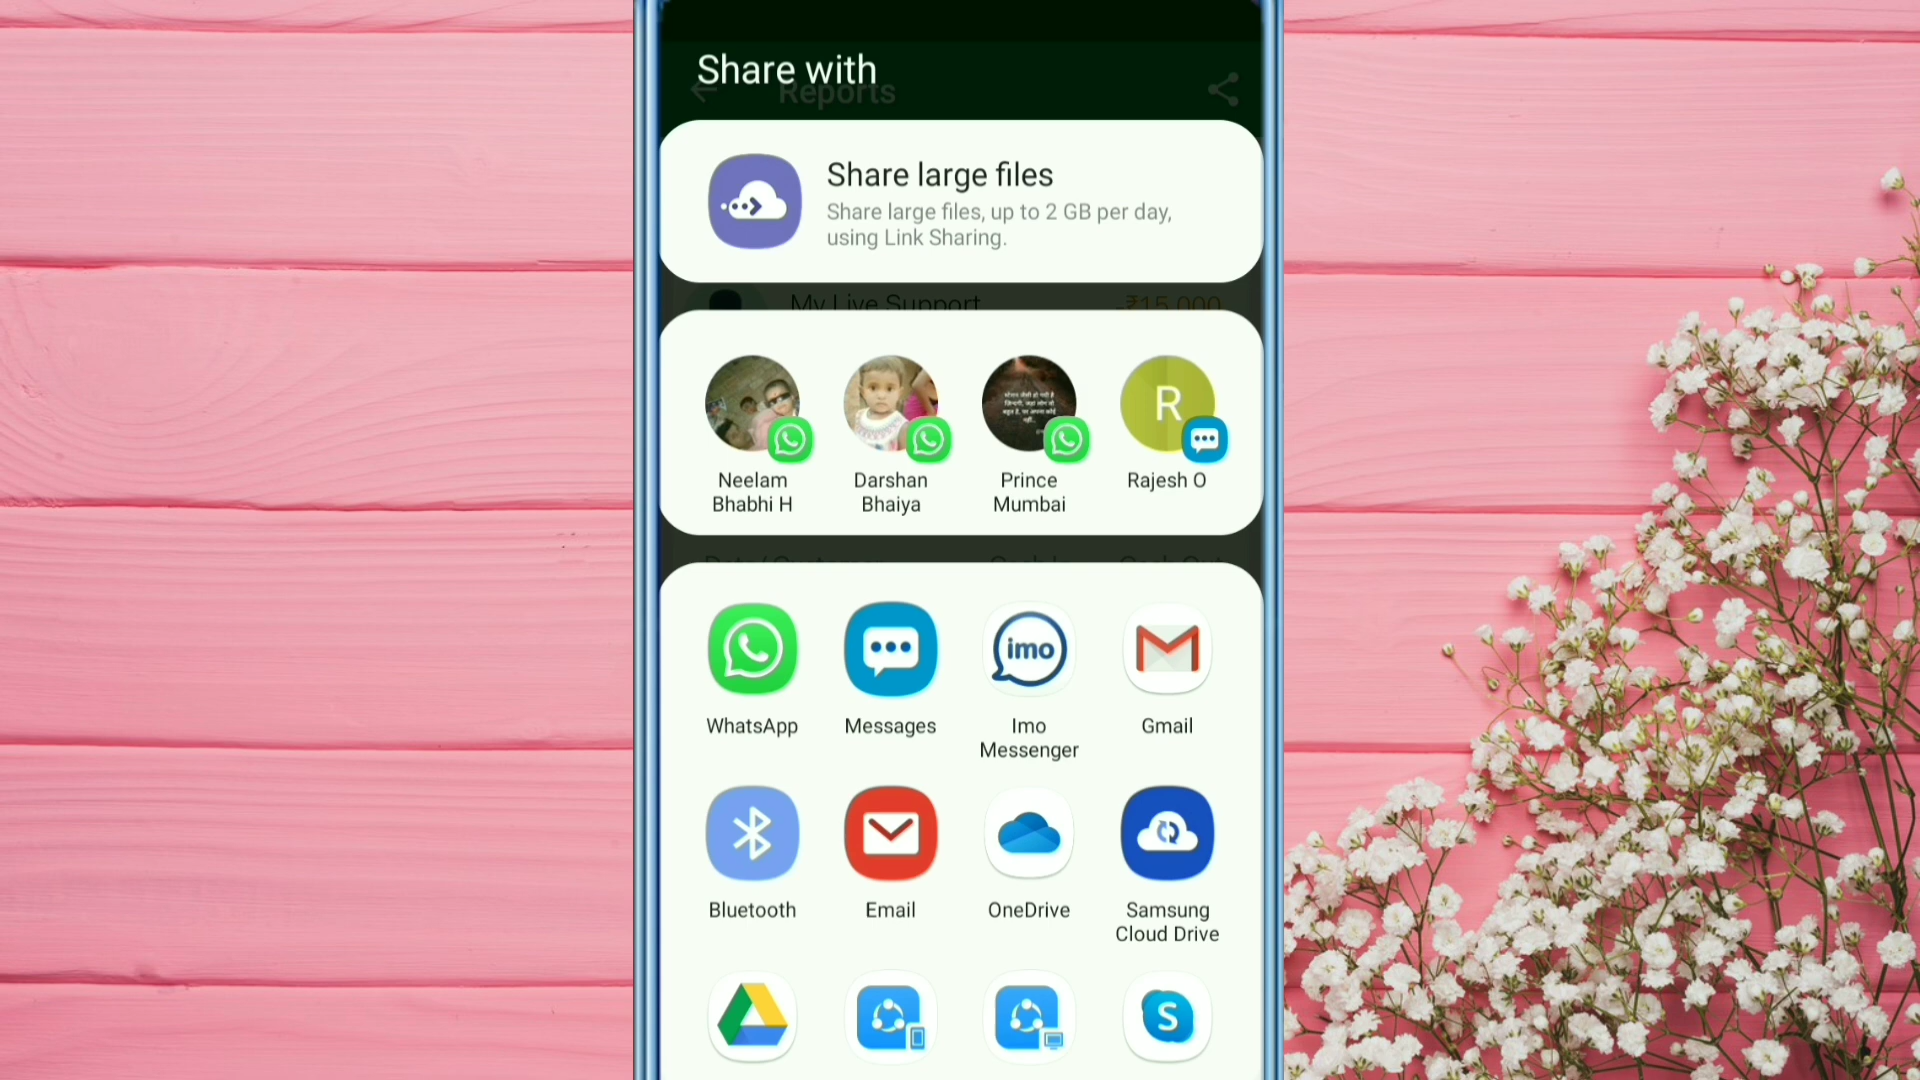 Share with
Reports
Share large files
Share large files, up to 2 GB per day,
using Link Sharing.
My Live Support
-₹15,000
Neelam
Bhabhi H
Darshan
Bhaiya
Prince
Mumbai
R
Rajesh O
imo
WhatsApp
Messages
Imo
Messenger
Gmail
Bluetooth
Email
OneDrive
Samsung
Cloud Drive
S